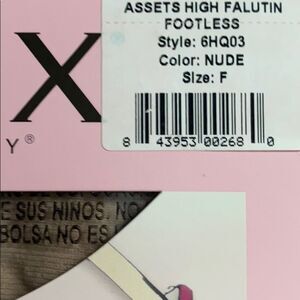 ASSETS HIGH FALUTIN
FOOTLESS
Style: 6HQ03
Color: NUDE
Size: F
8 43953 00268 0
X
Y®
E SUS NINOS. NO
BOLSA NO ES